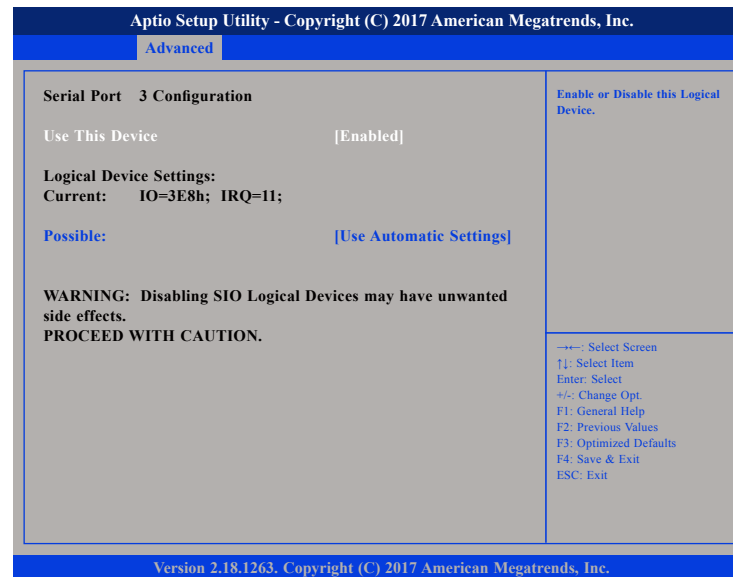 Aptio Setup Utility - Copyright (C) 2017 American Megatrends, Inc.
Advanced
Serial Port 3 Configuration
Use This Device [Enabled]
Logical Device Settings:
Current: IO=3E8h; IRQ=11;
Possible: [Use Automatic Settings]
WARNING: Disabling SIO Logical Devices may have unwanted
side effects.
PROCEED WITH CAUTION.
Enable or Disable this Logical
Device.
→←: Select Screen
↑↓: Select Item
Enter: Select
+/-: Change Opt.
F1: General Help
F2: Previous Values
F3: Optimized Defaults
F4: Save & Exit
ESC: Exit
Version 2.18.1263. Copyright (C) 2017 American Megatrends, Inc.